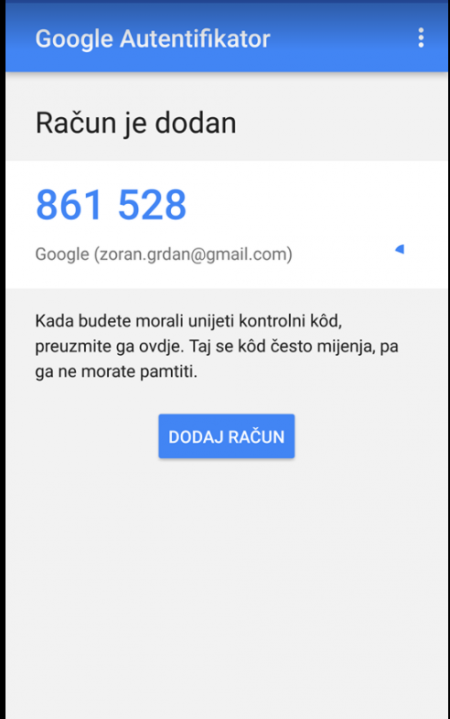 Google Autentifikator
Račun je dodan
861 528
Google (zoran.grdan@gmail.com)
Kada budete morali unijeti kontrolni kôd,
preuzmite ga ovdje. Taj se kôd često mijenja, pa
ga ne morate pamtiti.
DODAJ RAČUN